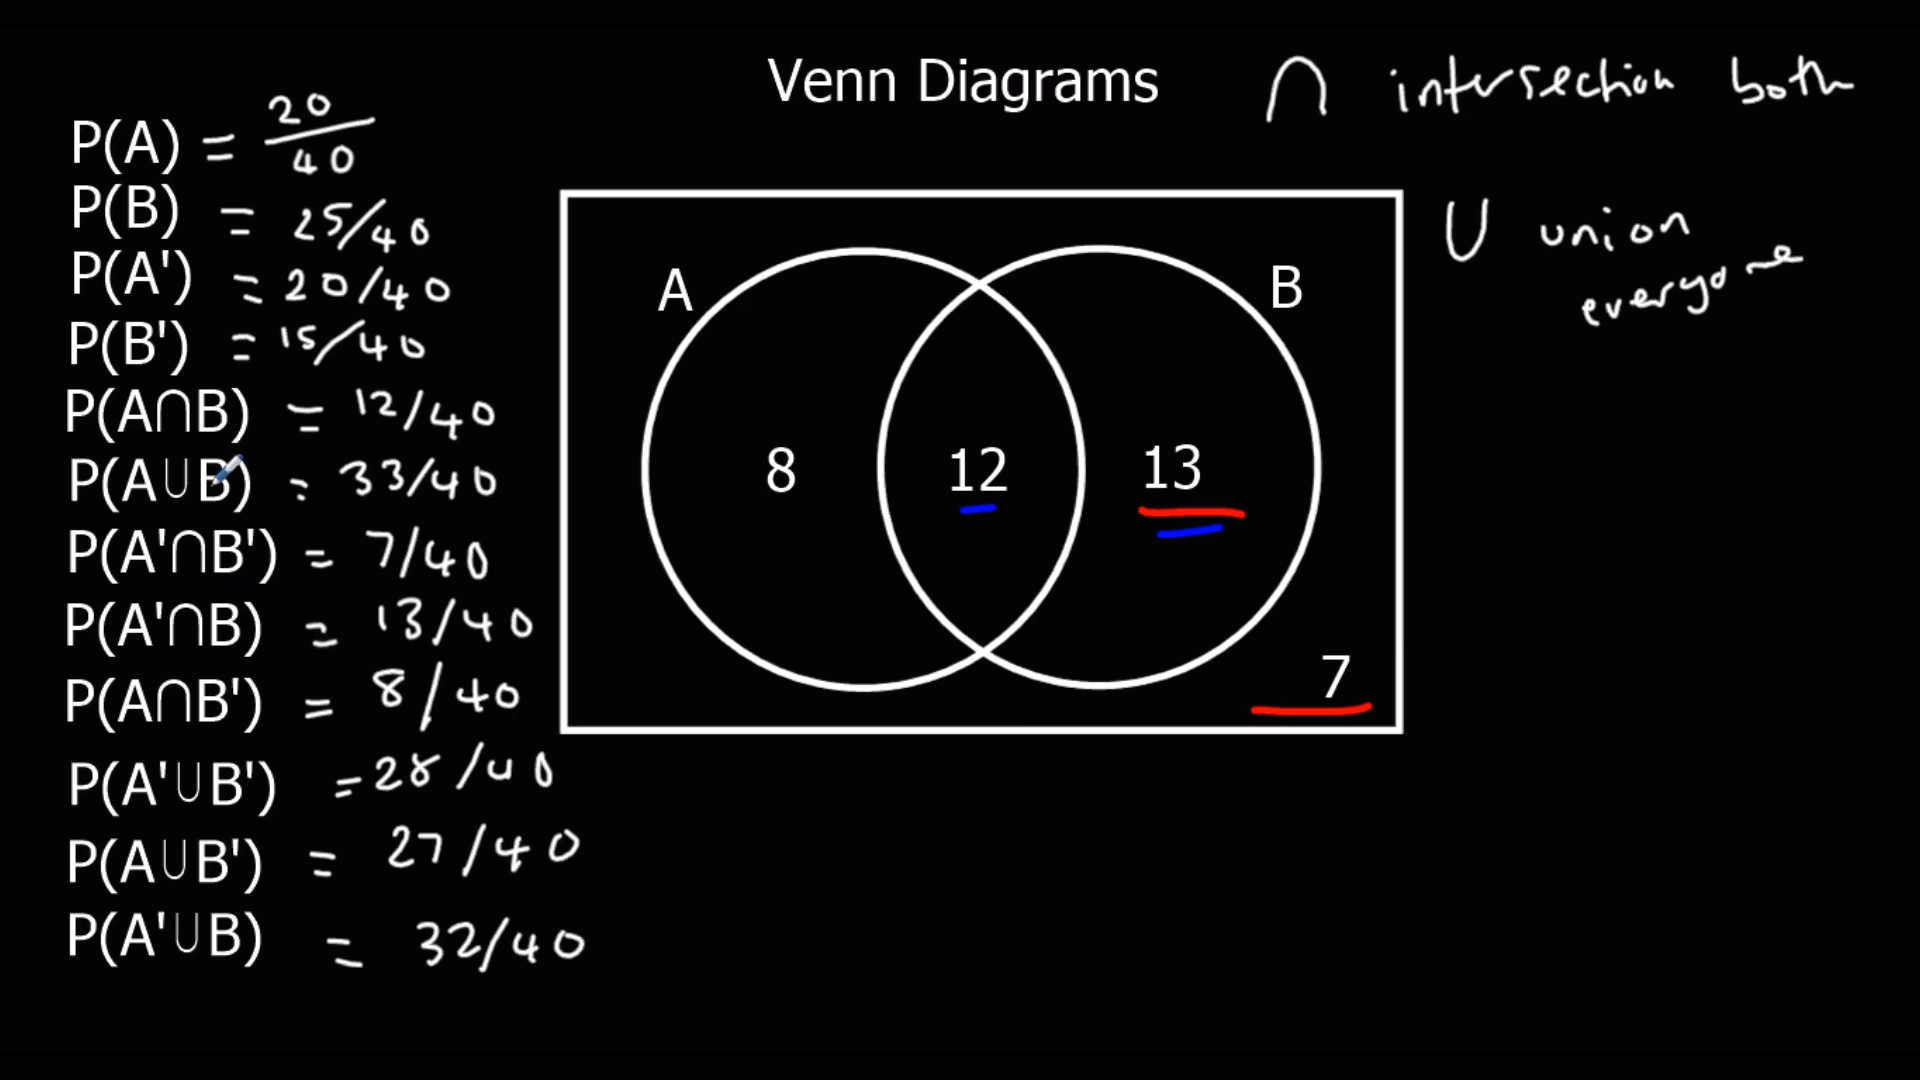 Venn Diagrams
∩ intersection both
∪ union
everyone
P(A) = 20/40
P(B) = 25/40
P(A') = 20/40
P(B') = 15/40
P(A∩B) = 12/40
P(A∪B) = 33/40
P(A'∩B') = 7/40
P(A'∩B) = 13/40
P(A∩B') = 8/40
P(A'∪B') = 28/40
P(A∪B') = 27/40
P(A'∪B) = 32/40
A B
8 12 13
7